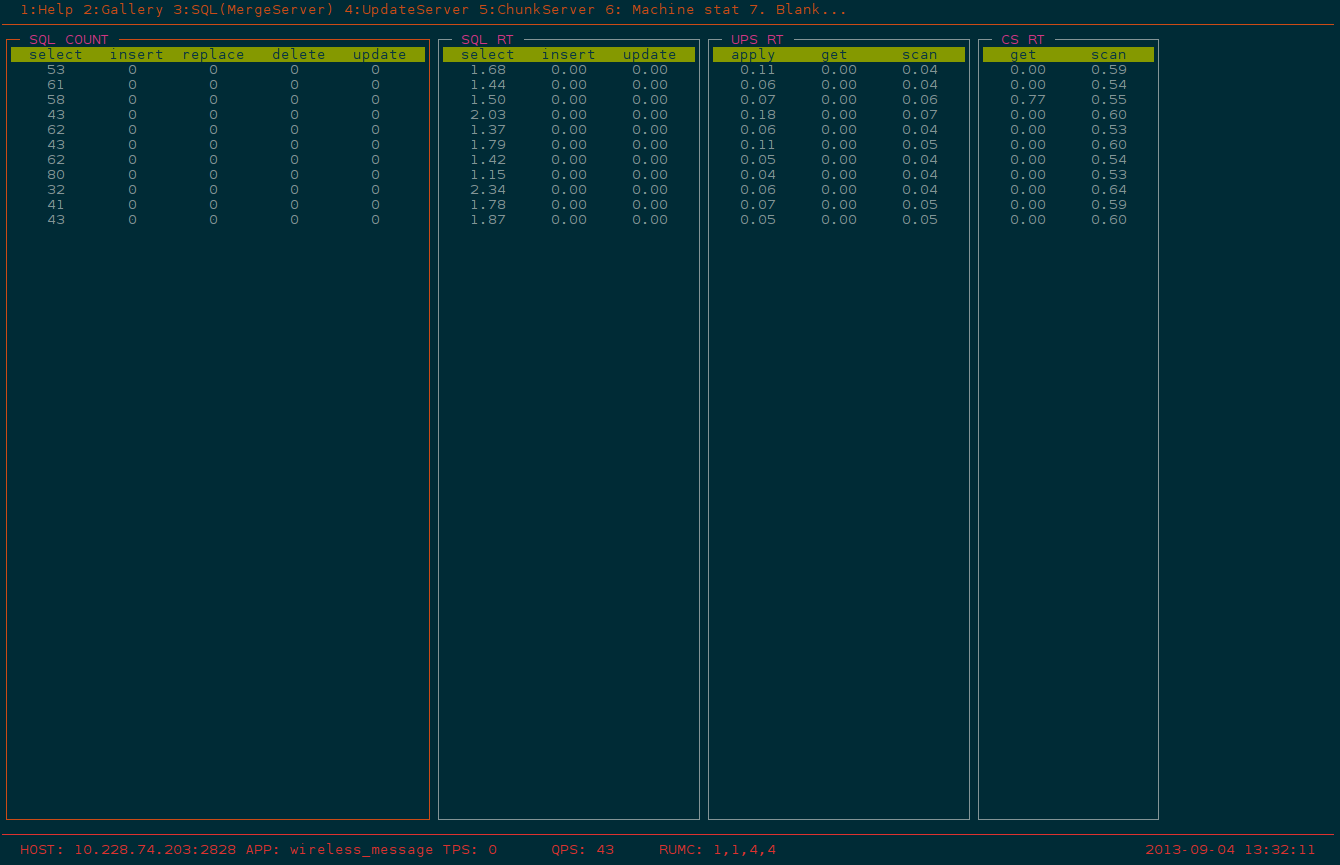 1:Help 2:Gallery 3:SQL(MergeServer) 4:UpdateServer 5:ChunkServer 6: Machine stat 7. Blank...
SQL COUNT SQL RT UPS RT CS RT
select insert replace delete update select insert update apply get scan get scan
53 0 0 0 0 1.68 0.00 0.00 0.11 0.00 0.04 0.00 0.59
61 0 0 0 0 1.44 0.00 0.00 0.06 0.00 0.04 0.00 0.54
58 0 0 0 0 1.50 0.00 0.00 0.07 0.00 0.06 0.77 0.55
43 0 0 0 0 2.03 0.00 0.00 0.18 0.00 0.07 0.00 0.60
62 0 0 0 0 1.37 0.00 0.00 0.06 0.00 0.04 0.00 0.53
43 0 0 0 0 1.79 0.00 0.00 0.11 0.00 0.05 0.00 0.60
62 0 0 0 0 1.42 0.00 0.00 0.05 0.00 0.04 0.00 0.54
80 0 0 0 0 1.15 0.00 0.00 0.04 0.00 0.04 0.00 0.53
32 0 0 0 0 2.34 0.00 0.00 0.06 0.00 0.04 0.00 0.64
41 0 0 0 0 1.78 0.00 0.00 0.07 0.00 0.05 0.00 0.59
43 0 0 0 0 1.87 0.00 0.00 0.05 0.00 0.05 0.00 0.60
HOST: 10.228.74.203:2828 APP: wireless_message TPS: 0 QPS: 43 RUMC: 1,1,4,4 2013-09-04 13:32:11